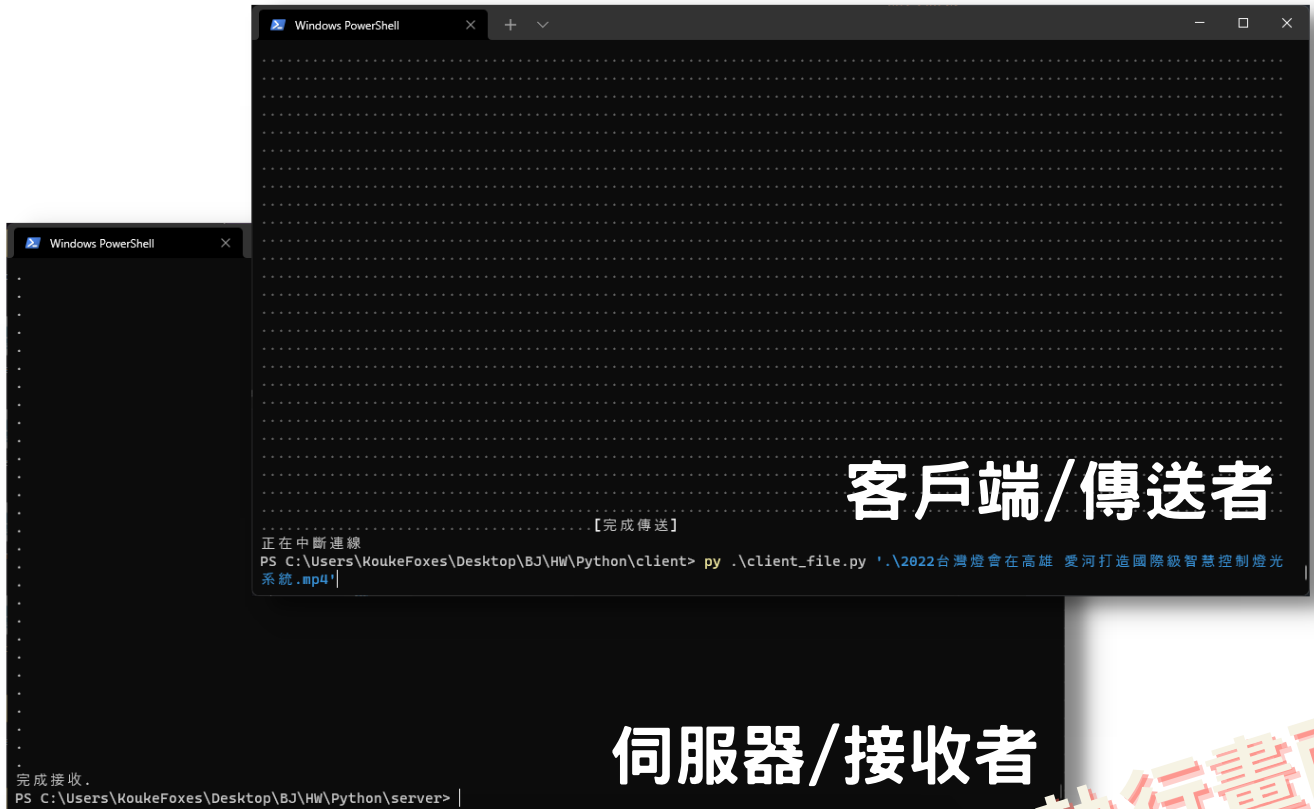 Windows PowerShell
[完成傳送]
正在中斷連線
PS C:\Users\KoukeFoxes\Desktop\BJ\HW\Python\client> py .\client_file.py '.\2022台灣燈會在高雄 愛河打造國際級智慧控制燈光
系統.mp4'
客戶端/傳送者
Windows PowerShell
完成接收.
PS C:\Users\KoukeFoxes\Desktop\BJ\HW\Python\server>
伺服器/接收者
行畫